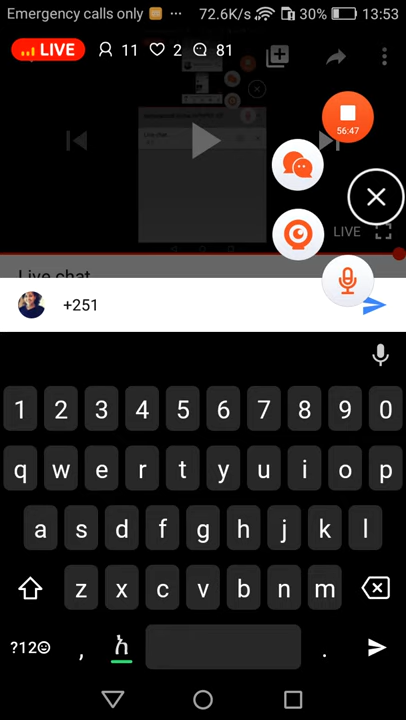 Emergency calls only ... 72.6K/s 30% 13:53
LIVE 11 2 81
56:47
LIVE
Live chat
+251
1 2 3 4 5 6 7 8 9 0
q w e r t y u i o p
a s d f g h j k l
z x c v b n m
?12☺ , አ .